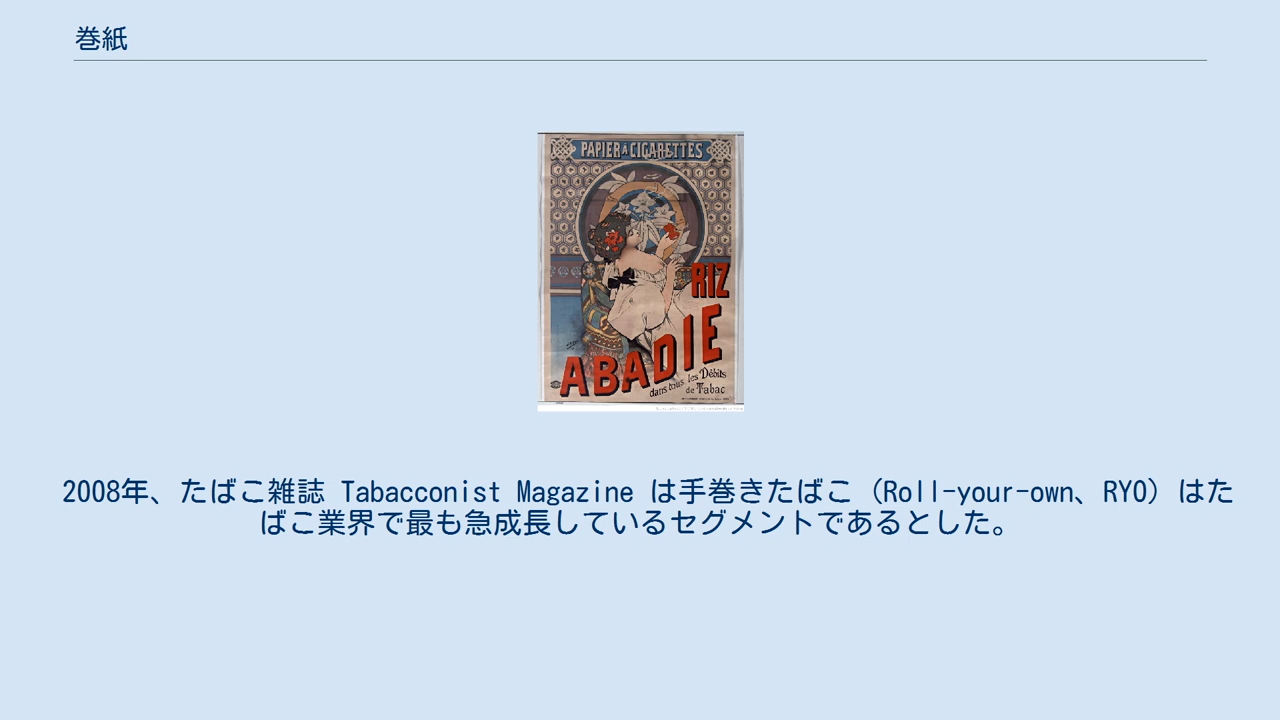 巻紙
PAPIER À CIGARETTES
RIZ
ABADIE
dans tous les Débits
de Tabac
2008年、たばこ雑誌 Tabacconist Magazine は手巻きたばこ（Roll-your-own、RYO）はた
ばこ業界で最も急成長しているセグメントであるとした。